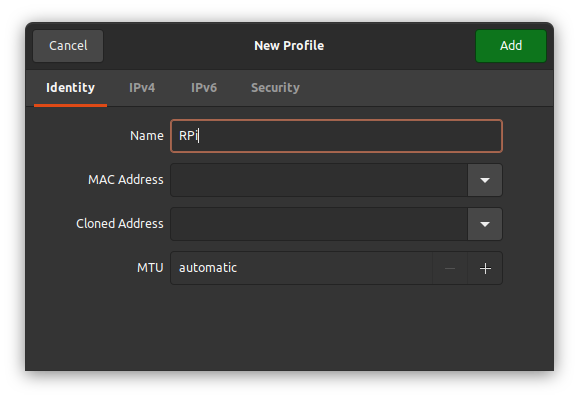 Cancel New Profile Add
Identity IPv4 IPv6 Security
Name RPi
MAC Address
Cloned Address
MTU automatic